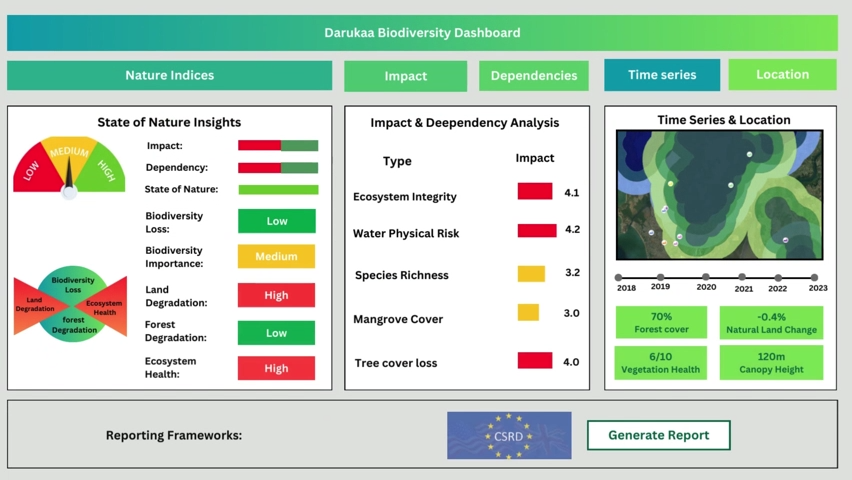 Darukaa Biodiversity Dashboard
Nature Indices
Impact
Dependencies
Time series
Location
State of Nature Insights
LOW
MEDIUM
HIGH
Impact:
Dependency:
State of Nature:
Biodiversity
Loss:
Low
Biodiversity
Importance:
Medium
Land
Degradation:
High
Forest
Degradation:
Low
Ecosystem
Health:
High
Biodiversity
Loss
Land
Degradation
Ecosystem
Health
forest
Degradation
Impact & Deependency Analysis
Type
Impact
Ecosystem Integrity
4.1
Water Physical Risk
4.2
Species Richness
3.2
Mangrove Cover
3.0
Tree cover loss
4.0
Time Series & Location
2018
2019
2020
2021
2022
2023
70%
Forest cover
-0.4%
Natural Land Change
6/10
Vegetation Health
120m
Canopy Height
Reporting Frameworks:
CSRD
Generate Report